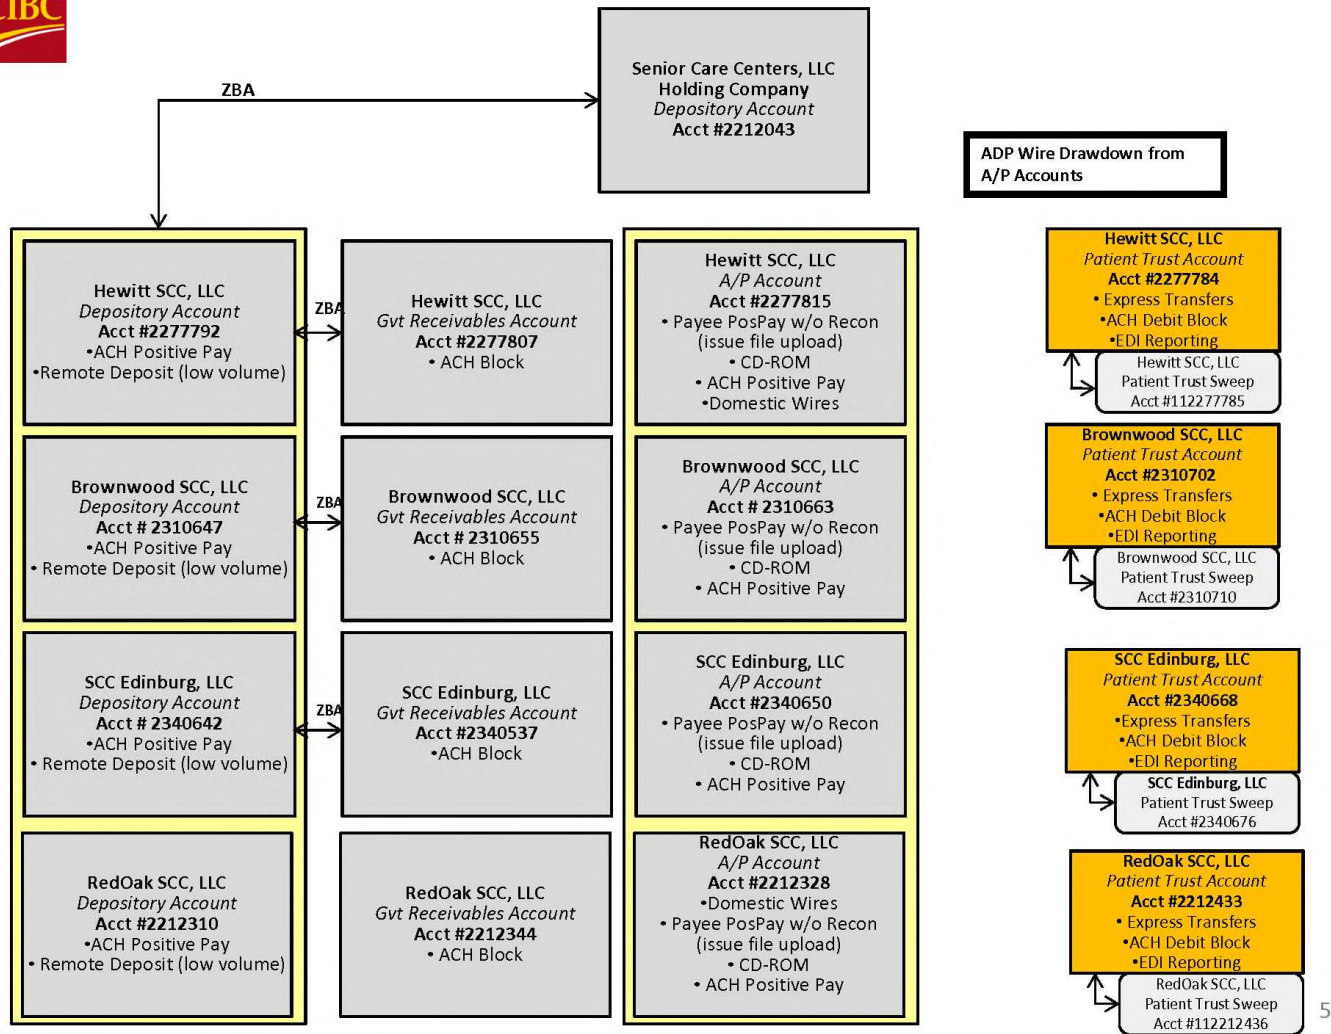 CIBC
Senior Care Centers, LLC
Holding Company
Depository Account
Acct #2212043
ZBA
ADP Wire Drawdown from
A/P Accounts
Hewitt SCC, LLC
Depository Account
Acct #2277792
•ACH Positive Pay
•Remote Deposit (low volume)
ZBA
Hewitt SCC, LLC
Gvt Receivables Account
Acct #2277807
• ACH Block
Hewitt SCC, LLC
A/P Account
Acct #2277815
• Payee PosPay w/o Recon
(issue file upload)
• CD-ROM
• ACH Positive Pay
•Domestic Wires
Hewitt SCC, LLC
Patient Trust Account
Acct #2277784
• Express Transfers
•ACH Debit Block
•EDI Reporting
Hewitt SCC, LLC
Patient Trust Sweep
Acct #112277785
Brownwood SCC, LLC
Depository Account
Acct # 2310647
•ACH Positive Pay
• Remote Deposit (low volume)
ZBA
Brownwood SCC, LLC
Gvt Receivables Account
Acct # 2310655
• ACH Block
Brownwood SCC, LLC
A/P Account
Acct # 2310663
• Payee PosPay w/o Recon
(issue file upload)
• CD-ROM
• ACH Positive Pay
Brownwood SCC, LLC
Patient Trust Account
Acct #2310702
• Express Transfers
•ACH Debit Block
•EDI Reporting
Brownwood SCC, LLC
Patient Trust Sweep
Acct #2310710
SCC Edinburg, LLC
Depository Account
Acct # 2340642
•ACH Positive Pay
• Remote Deposit (low volume)
ZBA
SCC Edinburg, LLC
Gvt Receivables Account
Acct #2340537
•ACH Block
SCC Edinburg, LLC
A/P Account
Acct #2340650
• Payee PosPay w/o Recon
(issue file upload)
• CD-ROM
• ACH Positive Pay
SCC Edinburg, LLC
Patient Trust Account
Acct #2340668
•Express Transfers
•ACH Debit Block
•EDI Reporting
SCC Edinburg, LLC
Patient Trust Sweep
Acct #2340676
RedOak SCC, LLC
Depository Account
Acct #2212310
•ACH Positive Pay
• Remote Deposit (low volume)
RedOak SCC, LLC
Gvt Receivables Account
Acct #2212344
• ACH Block
RedOak SCC, LLC
A/P Account
Acct #2212328
•Domestic Wires
• Payee PosPay w/o Recon
(issue file upload)
• CD-ROM
• ACH Positive Pay
RedOak SCC, LLC
Patient Trust Account
Acct #2212433
• Express Transfers
•ACH Debit Block
•EDI Reporting
RedOak SCC, LLC
Patient Trust Sweep
Acct #112212436
5